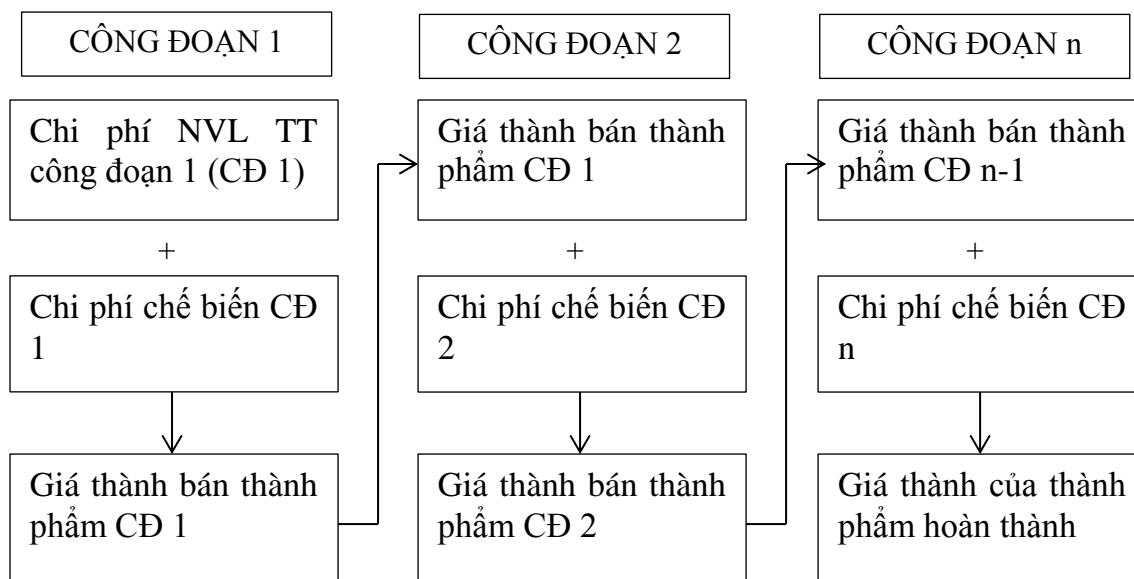 CÔNG ĐOẠN 1
CÔNG ĐOẠN 2
CÔNG ĐOẠN n
Chi phí NVL TT
công đoạn 1 (CĐ 1)
Giá thành bán thành
phẩm CĐ 1
Giá thành bán thành
phẩm CĐ n-1
+
+
+
Chi phí chế biến CĐ
1
Chi phí chế biến CĐ
2
Chi phí chế biến CĐ
n
Giá thành bán thành
phẩm CĐ 1
Giá thành bán thành
phẩm CĐ 2
Giá thành của thành
phẩm hoàn thành